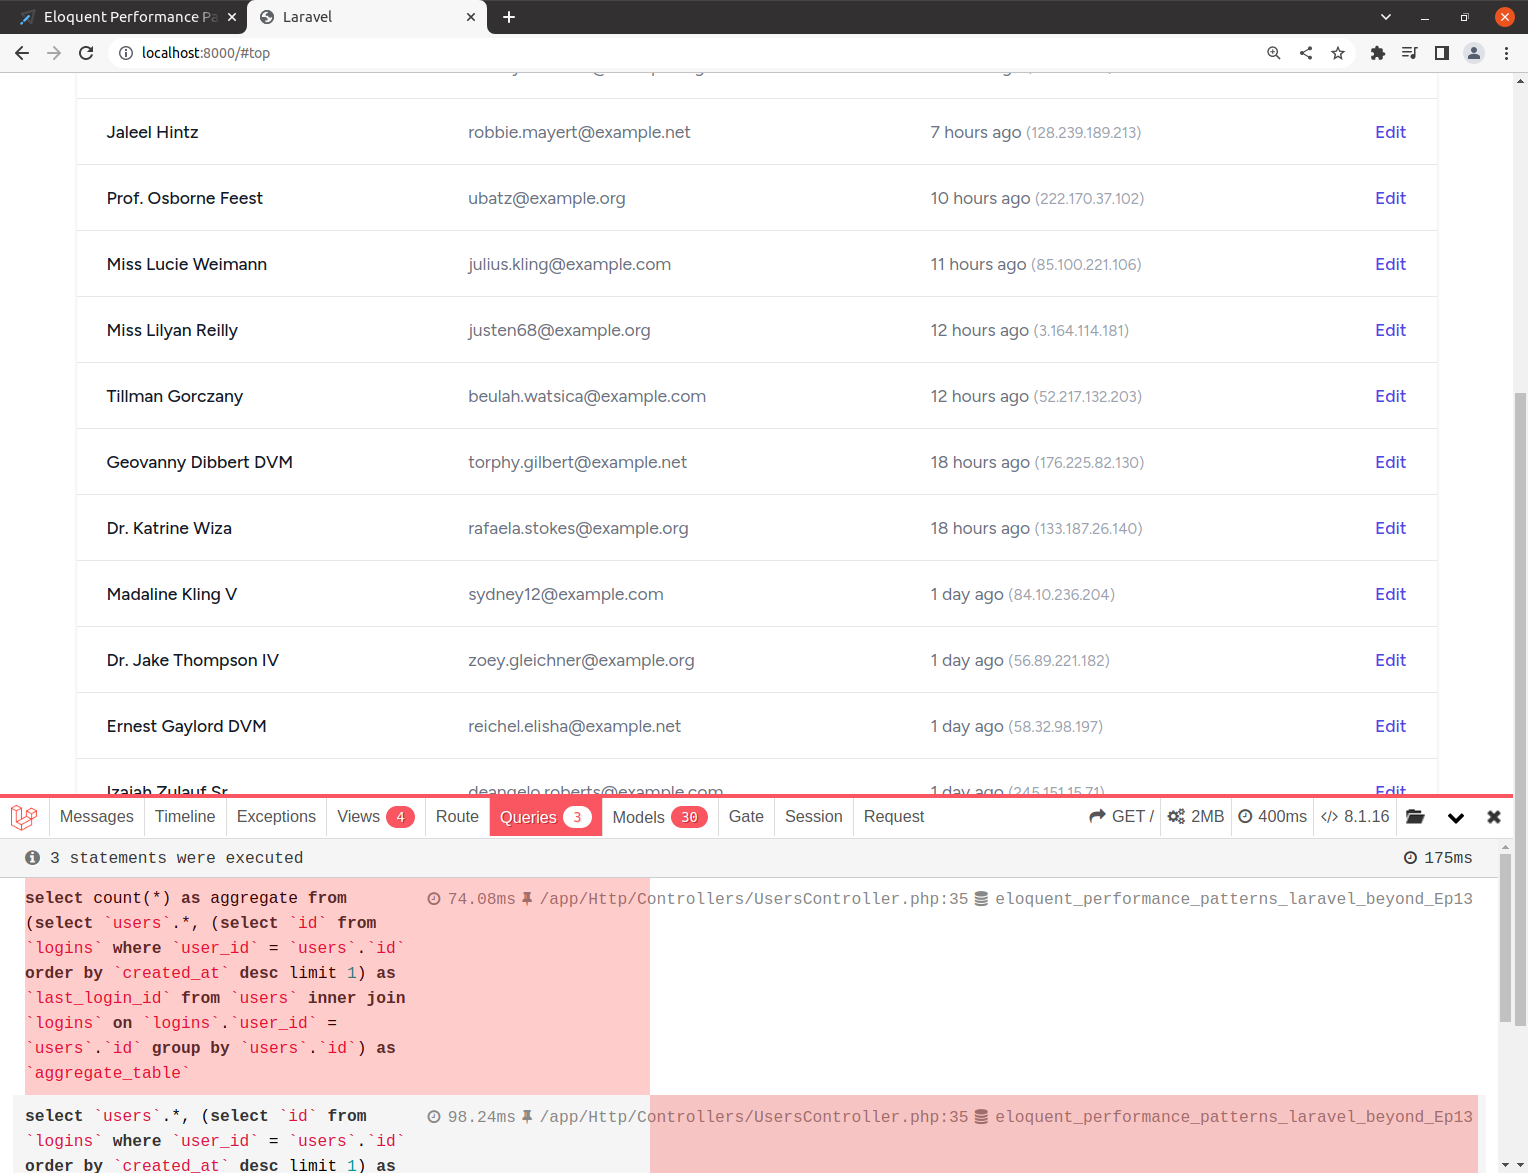 Eloquent Performance Pa
Laravel
localhost:8000/#top
Jaleel Hintz robbie.mayert@example.net 7 hours ago (128.239.189.213) Edit
Prof. Osborne Feest ubatz@example.org 10 hours ago (222.170.37.102) Edit
Miss Lucie Weimann julius.kling@example.com 11 hours ago (85.100.221.106) Edit
Miss Lilyan Reilly justen68@example.org 12 hours ago (3.164.114.181) Edit
Tillman Gorczany beulah.watsica@example.com 12 hours ago (52.217.132.203) Edit
Geovanny Dibbert DVM torphy.gilbert@example.net 18 hours ago (176.225.82.130) Edit
Dr. Katrine Wiza rafaela.stokes@example.org 18 hours ago (133.187.26.140) Edit
Madaline Kling V sydney12@example.com 1 day ago (84.10.236.204) Edit
Dr. Jake Thompson IV zoey.gleichner@example.org 1 day ago (56.89.221.182) Edit
Ernest Gaylord DVM reichel.elisha@example.net 1 day ago (58.32.98.197) Edit
Izaiah Zulauf Sr. deangelo.roberts@example.com 1 day ago (245.151.15.71) Edit
Messages Timeline Exceptions Views 4 Route Queries 3 Models 30 Gate Session Request GET / 2MB 400ms </> 8.1.16
3 statements were executed 175ms
select count(*) as aggregate from 74.08ms /app/Http/Controllers/UsersController.php:35 eloquent_performance_patterns_laravel_beyond_Ep13
(select `users`.*, (select `id` from
`logins` where `user_id` = `users`.`id`
order by `created_at` desc limit 1) as
`last_login_id` from `users` inner join
`logins` on `logins`.`user_id` =
`users`.`id` group by `users`.`id`) as
`aggregate_table`
select `users`.*, (select `id` from 98.24ms /app/Http/Controllers/UsersController.php:35 eloquent_performance_patterns_laravel_beyond_Ep13
`logins` where `user_id` = `users`.`id`
order by `created_at` desc limit 1) as